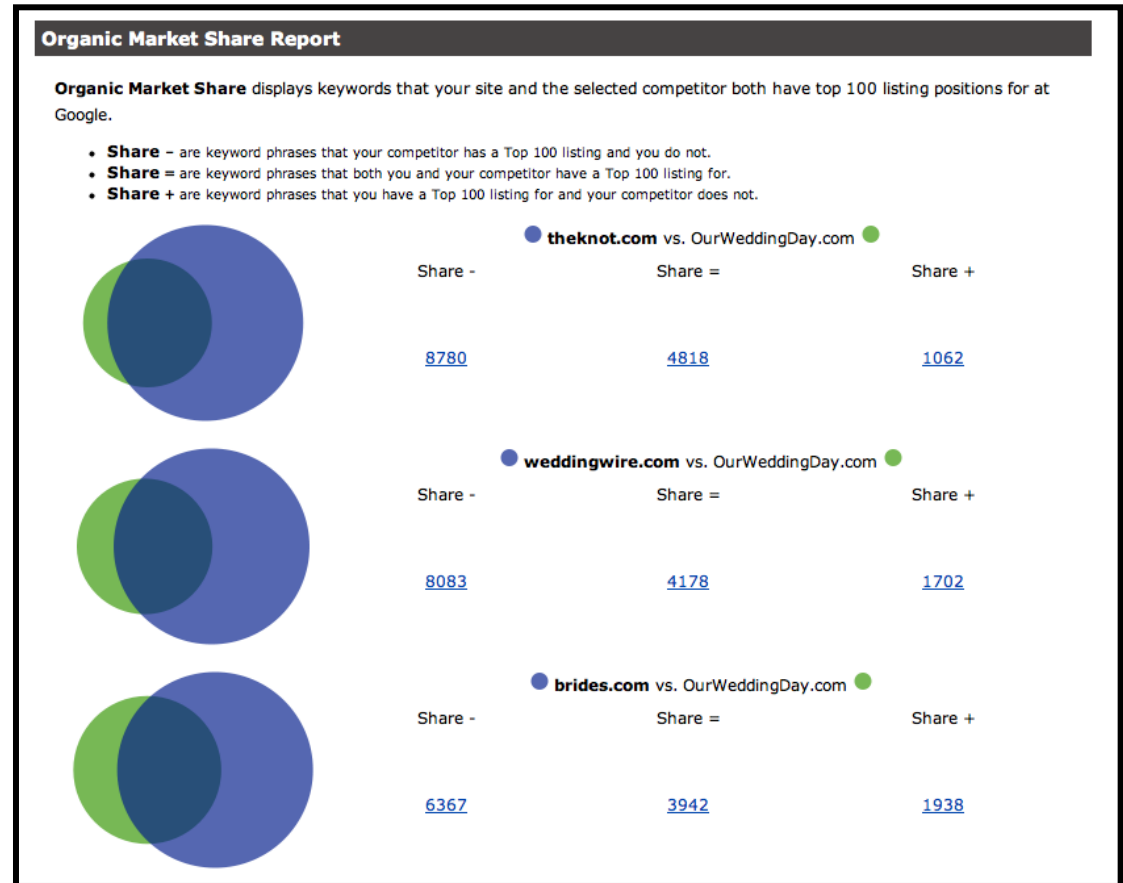 Organic Market Share Report
Organic Market Share displays keywords that your site and the selected competitor both have top 100 listing positions for at
Google.
• Share – are keyword phrases that your competitor has a Top 100 listing and you do not.
• Share = are keyword phrases that both you and your competitor have a Top 100 listing for.
• Share + are keyword phrases that you have a Top 100 listing for and your competitor does not.
theknot.com vs. OurWeddingDay.com
Share - Share = Share +
8780 4818 1062
weddingwire.com vs. OurWeddingDay.com
Share - Share = Share +
8083 4178 1702
brides.com vs. OurWeddingDay.com
Share - Share = Share +
6367 3942 1938